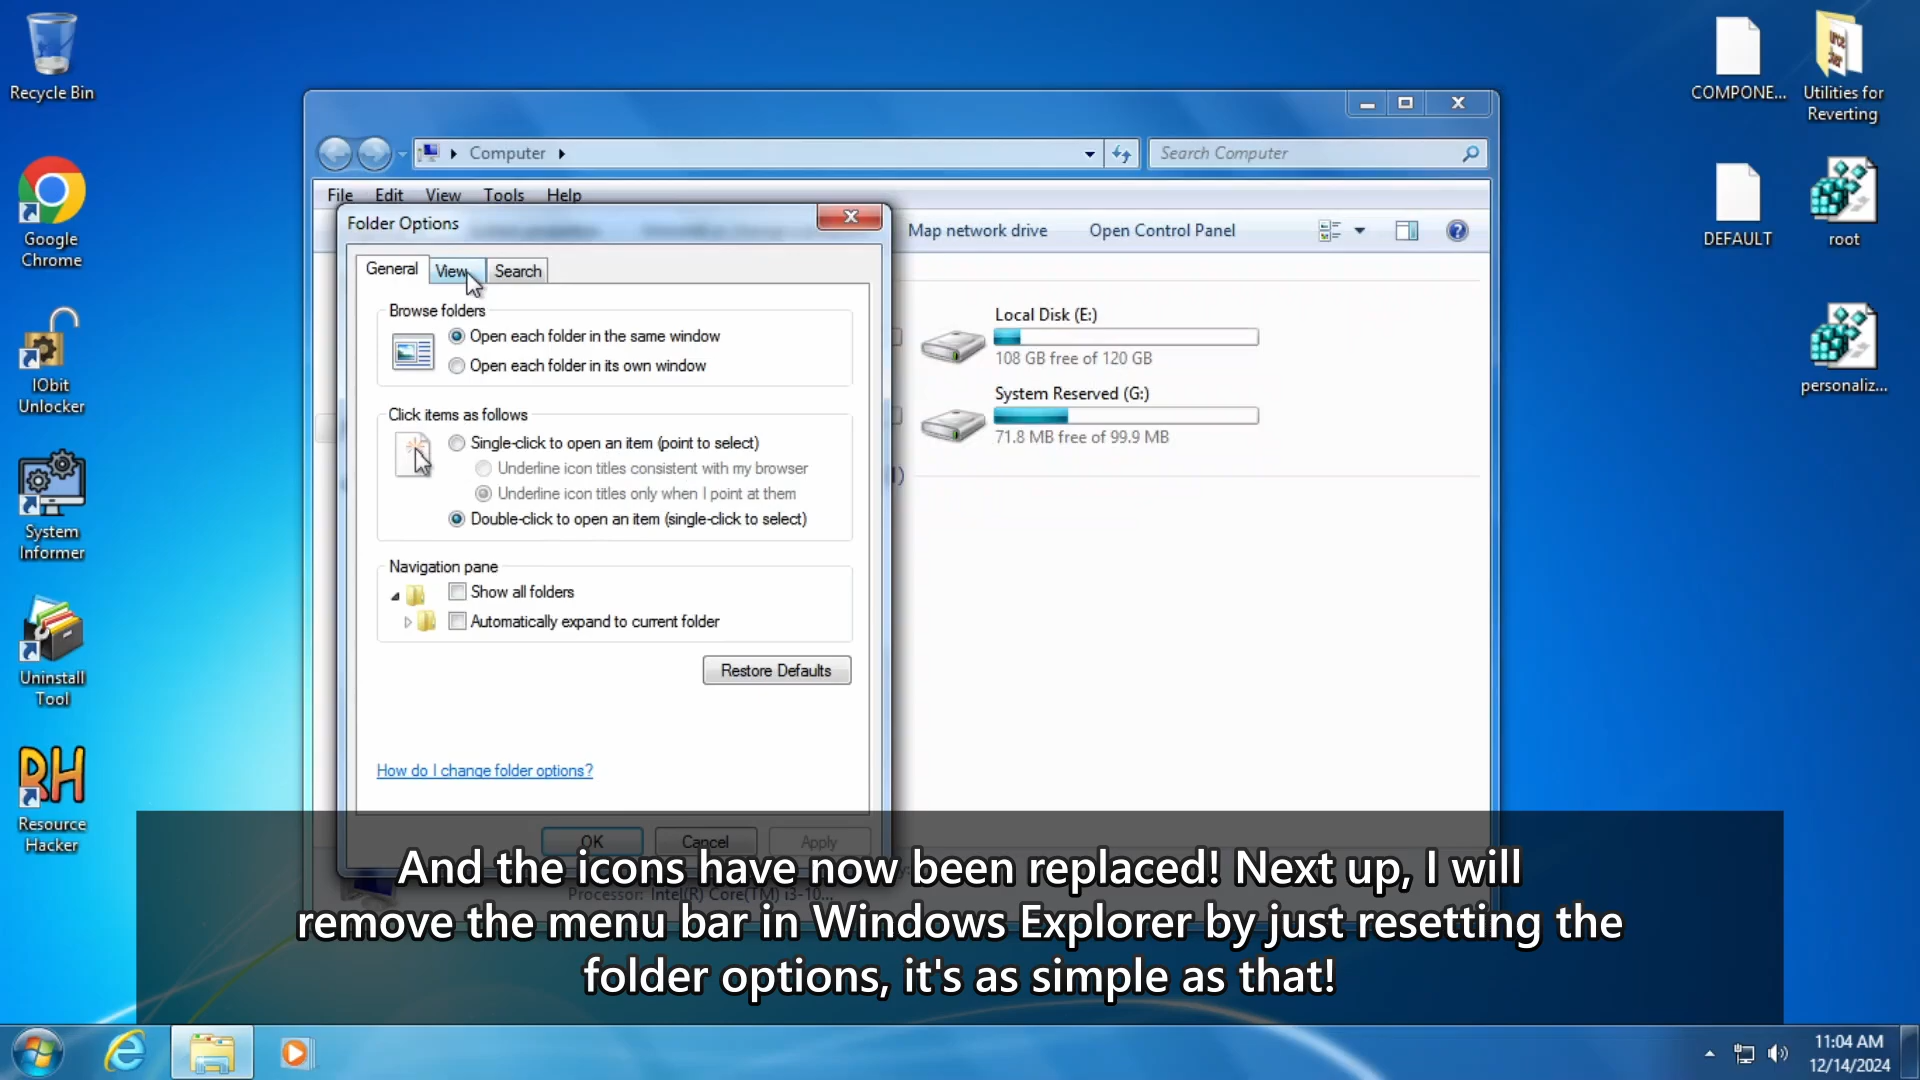 Recycle Bin
Google
Chrome
IObit
Unlocker
System
Informer
Uninstall
Tool
RH
Resource
Hacker
COMPONE...
Utilities for
Reverting
DEFAULT
root
personaliz...
Computer
Search Computer
File Edit View Tools Help
Map network drive Open Control Panel
Local Disk (E:)
108 GB free of 120 GB
System Reserved (G:)
71.8 MB free of 99.9 MB
Folder Options
General View Search
Browse folders
Open each folder in the same window
Open each folder in its own window
Click items as follows
Single-click to open an item (point to select)
Underline icon titles consistent with my browser
Underline icon titles only when I point at them
Double-click to open an item (single-click to select)
Navigation pane
Show all folders
Automatically expand to current folder
Restore Defaults
How do I change folder options?
OK Cancel Apply
Processor: Intel(R) Core(TM) i3-10...
And the icons have now been replaced! Next up, I will
remove the menu bar in Windows Explorer by just resetting the
folder options, it's as simple as that!
11:04 AM
12/14/2024